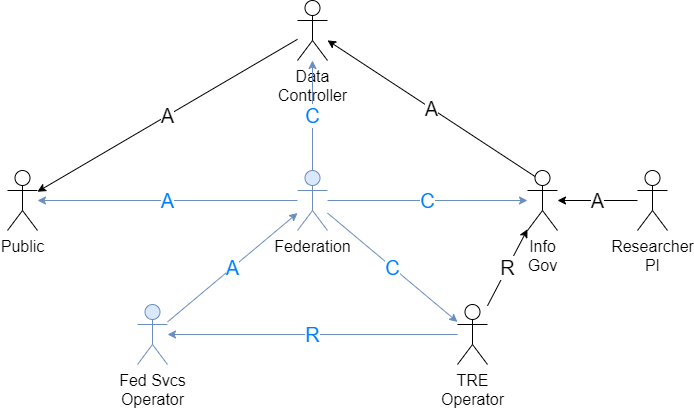 Data
Controller
A
A
C
Public
A
Federation
C
Info
Gov
A
Researcher
PI
A
C
R
R
Fed Svcs
Operator
TRE
Operator